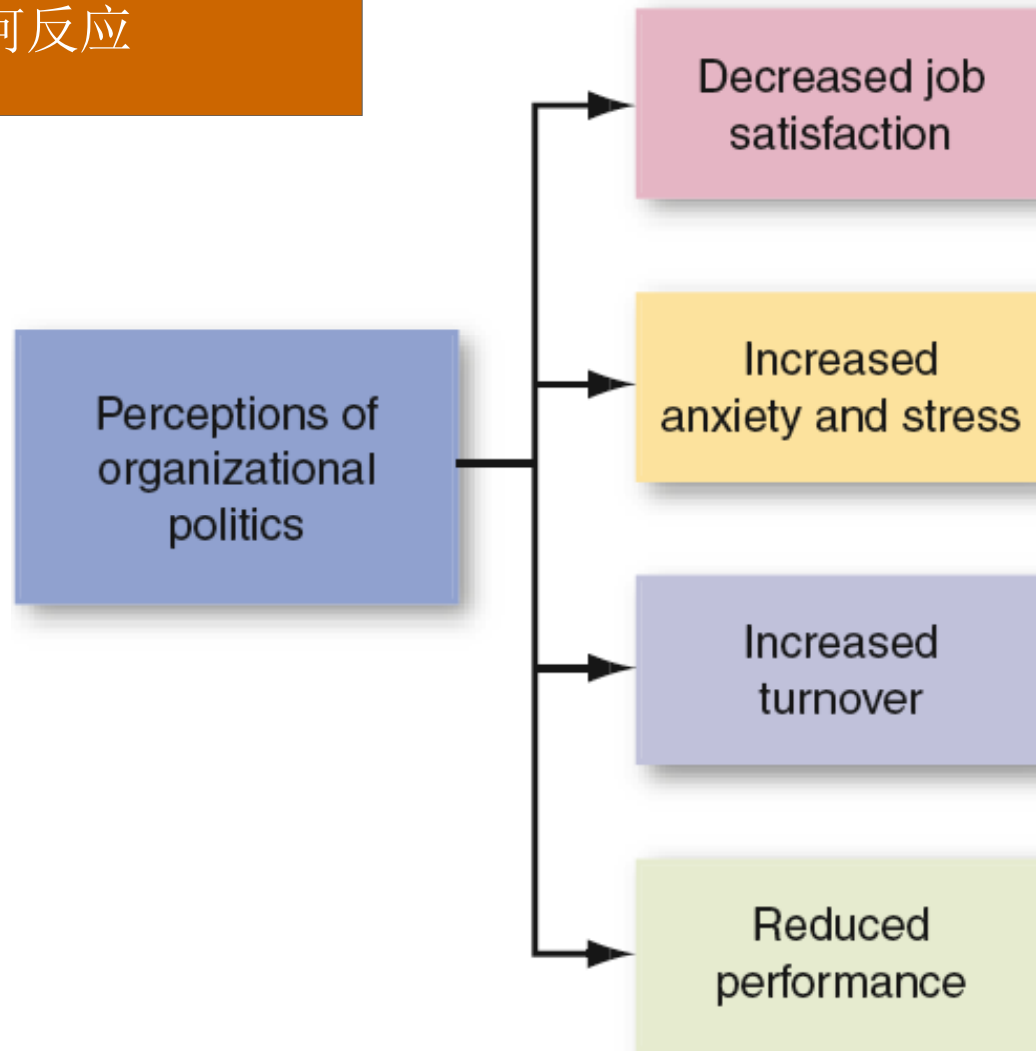 何反应
Decreased job
satisfaction
Increased
anxiety and stress
Perceptions of
organizational
politics
Increased
turnover
Reduced
performance